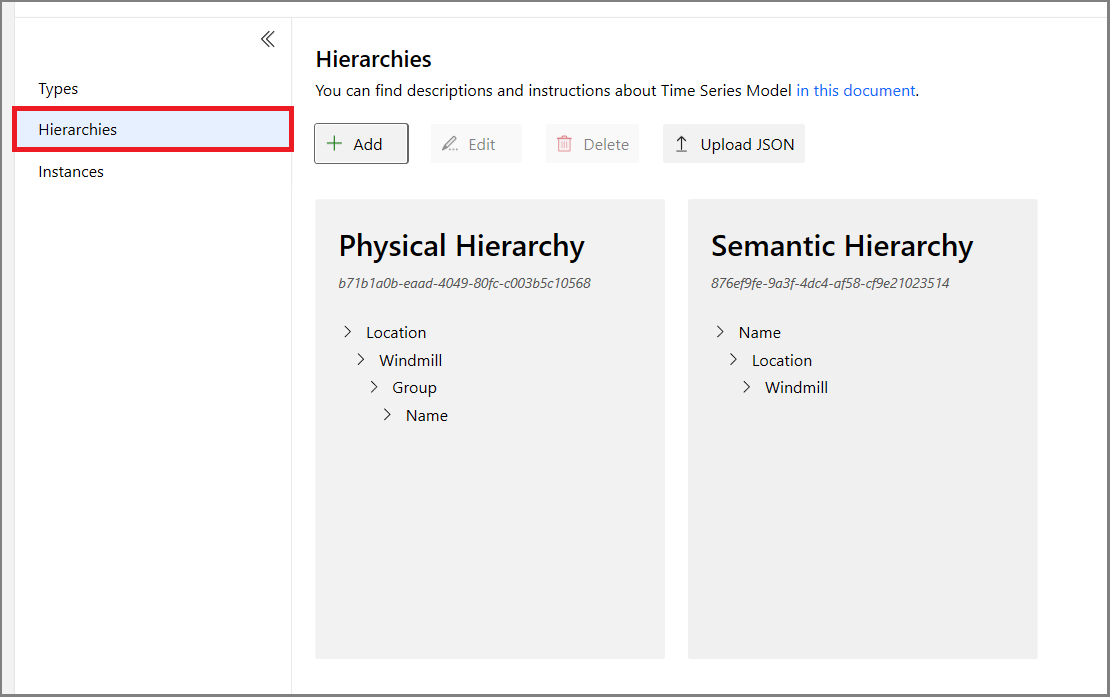 Types
Hierarchies
Instances
Hierarchies
You can find descriptions and instructions about Time Series Model in this document.
Add
Edit
Delete
Upload JSON
Physical Hierarchy
b71b1a0b-eaad-4049-80fc-c003b5c10568
Location
Windmill
Group
Name
Semantic Hierarchy
876ef9fe-9a3f-4dc4-af58-cf9e21023514
Name
Location
Windmill